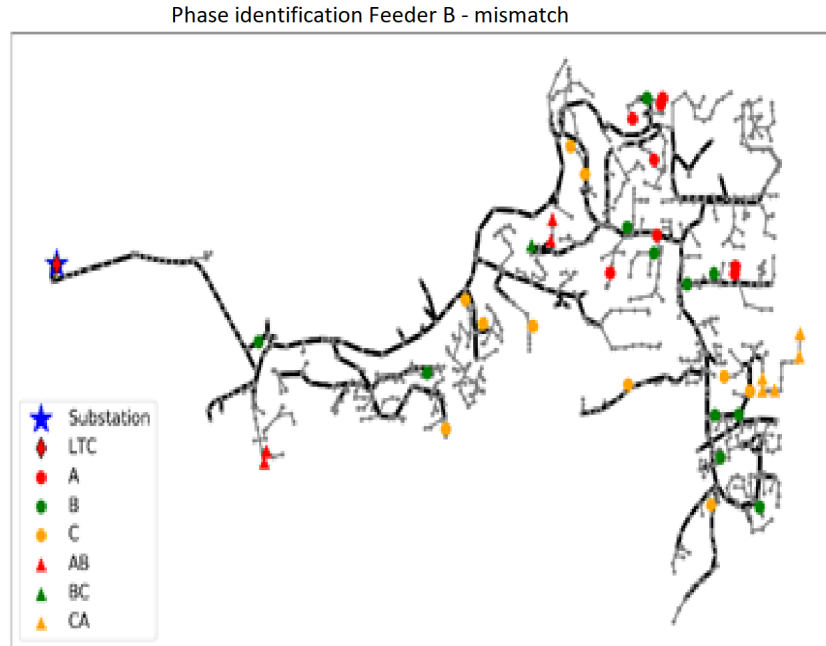 Phase identification Feeder B - mismatch
Substation
LTC
A
B
C
AB
BC
CA